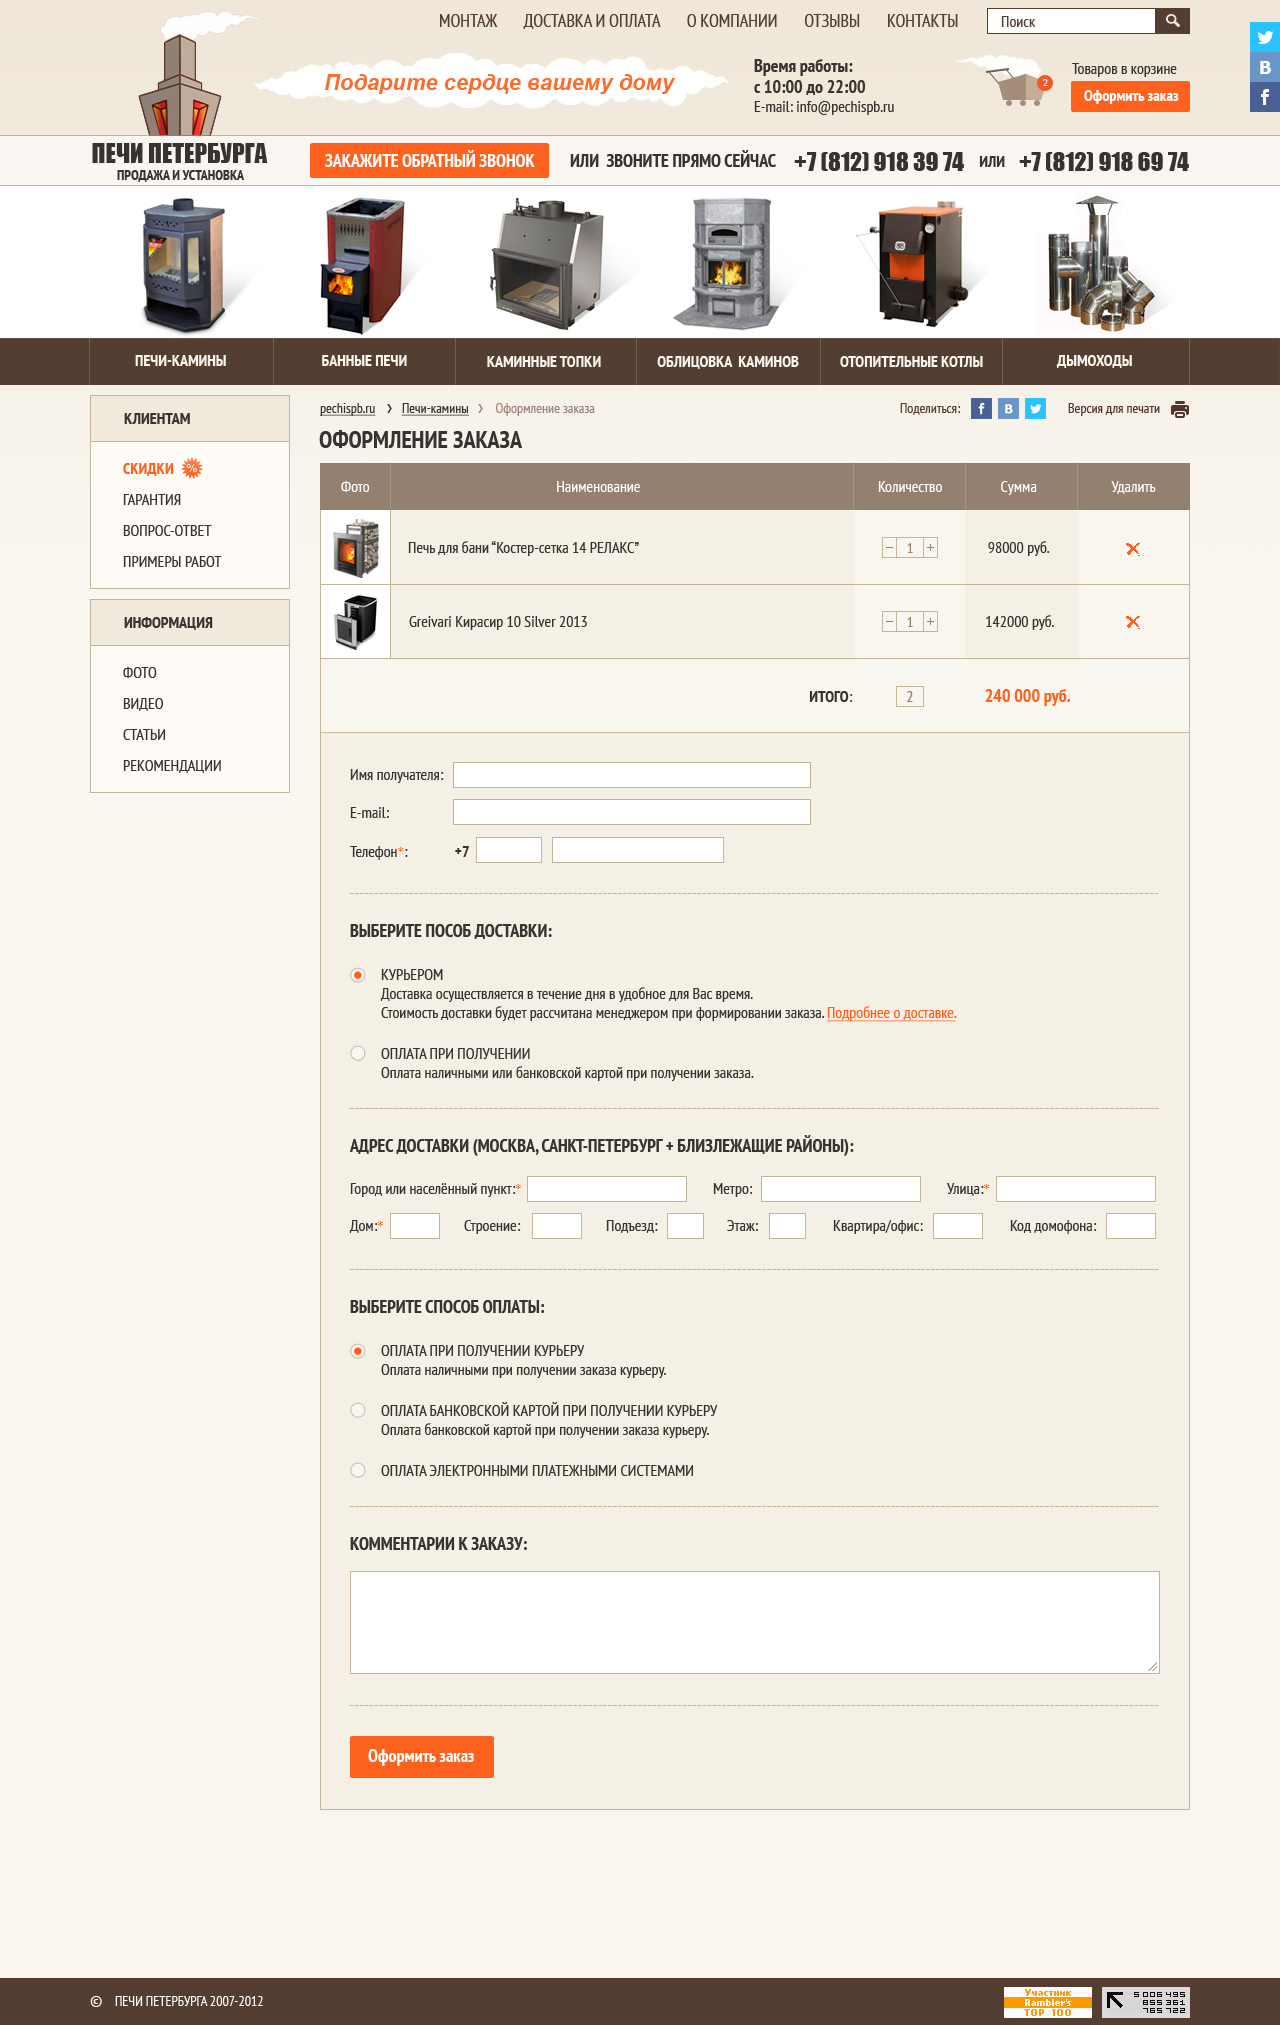 МОНТАЖ ДОСТАВКА И ОПЛАТА О КОМПАНИИ ОТЗЫВЫ КОНТАКТЫ Поиск
Подарите сердце вашему дому
Время работы:
с 10:00 до 22:00
E-mail: info@pechispb.ru
2
Товаров в корзине
Оформить заказ
B
f
ПЕЧИ ПЕТЕРБУРГА
ПРОДАЖА И УСТАНОВКА
ЗАКАЖИТЕ ОБРАТНЫЙ ЗВОНОК ИЛИ ЗВОНИТЕ ПРЯМО СЕЙЧАС +7 (812) 918 39 74 ИЛИ +7 (812) 918 69 74
ПЕЧИ-КАМИНЫ БАННЫЕ ПЕЧИ КАМИННЫЕ ТОПКИ ОБЛИЦОВКА КАМИНОВ ОТОПИТЕЛЬНЫЕ КОТЛЫ ДЫМОХОДЫ
КЛИЕНТАМ
СКИДКИ %
ГАРАНТИЯ
ВОПРОС-ОТВЕТ
ПРИМЕРЫ РАБОТ
ИНФОРМАЦИЯ
ФОТО
ВИДЕО
СТАТЬИ
РЕКОМЕНДАЦИИ
pechispb.ru › Печи-камины › Оформление заказа
Поделиться: f B Версия для печати
ОФОРМЛЕНИЕ ЗАКАЗА
Фото Наименование Количество Сумма Удалить
Печь для бани “Костер-сетка 14 РЕЛАКС” − 1 + 98000 руб.
Greivari Кирасир 10 Silver 2013 − 1 + 142000 руб.
ИТОГО: 2 240 000 руб.
Имя получателя:
E-mail:
Телефон*: +7
ВЫБЕРИТЕ ПОСОБ ДОСТАВКИ:
КУРЬЕРОМ
Доставка осуществляется в течение дня в удобное для Вас время.
Стоимость доставки будет рассчитана менеджером при формировании заказа. Подробнее о доставке.
ОПЛАТА ПРИ ПОЛУЧЕНИИ
Оплата наличными или банковской картой при получении заказа.
АДРЕС ДОСТАВКИ (МОСКВА, САНКТ-ПЕТЕРБУРГ + БЛИЗЛЕЖАЩИЕ РАЙОНЫ):
Город или населённый пункт:* Метро: Улица:*
Дом:* Строение: Подъезд: Этаж: Квартира/офис: Код домофона:
ВЫБЕРИТЕ СПОСОБ ОПЛАТЫ:
ОПЛАТА ПРИ ПОЛУЧЕНИИ КУРЬЕРУ
Оплата наличными при получении заказа курьеру.
ОПЛАТА БАНКОВСКОЙ КАРТОЙ ПРИ ПОЛУЧЕНИИ КУРЬЕРУ
Оплата банковской картой при получении заказа курьеру.
ОПЛАТА ЭЛЕКТРОННЫМИ ПЛАТЕЖНЫМИ СИСТЕМАМИ
КОММЕНТАРИИ К ЗАКАЗУ:
Оформить заказ
© ПЕЧИ ПЕТЕРБУРГА 2007-2012
Участник
Rambler's
TOP 100
5 006 495
855 361
765 722